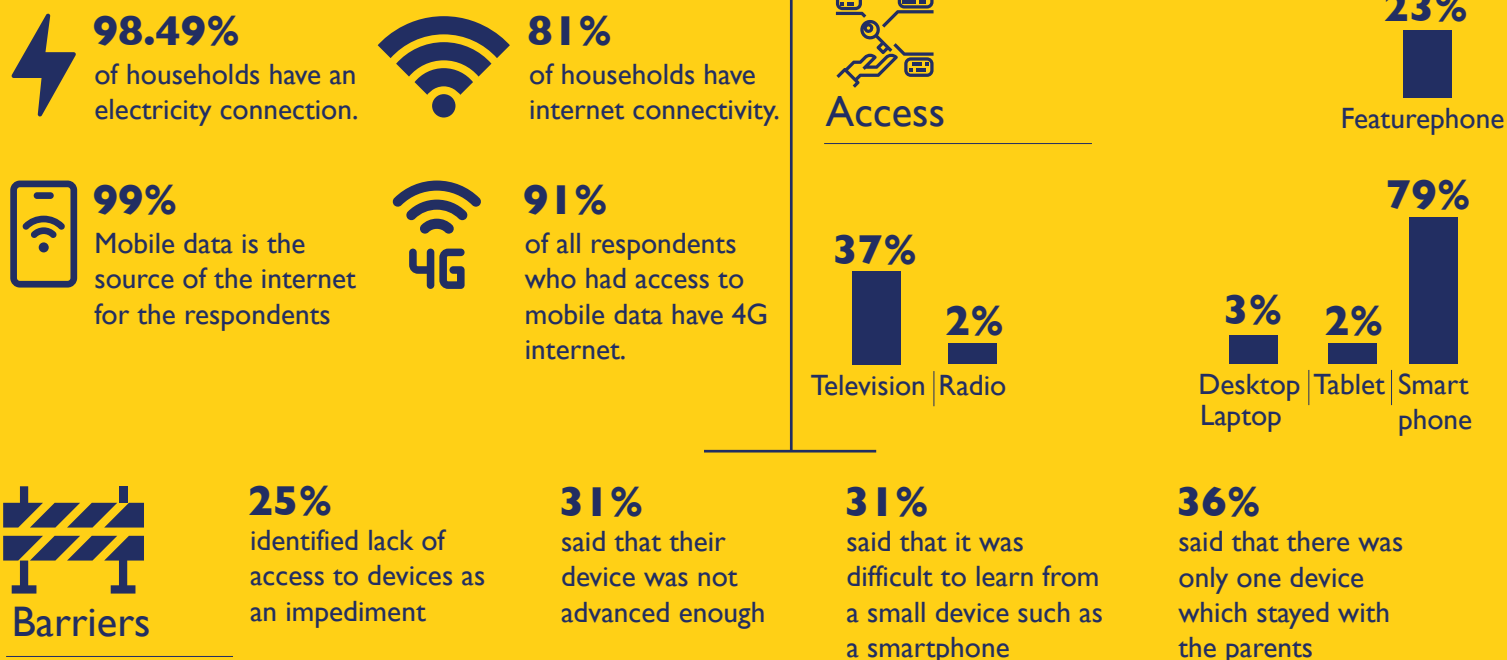 98.49%
of households have an
electricity connection.
81%
of households have
internet connectivity.
99%
Mobile data is the
source of the internet
for the respondents
4G
91%
of all respondents
who had access to
mobile data have 4G
internet.
Access
23%
Featurephone
37%
Television
2%
Radio
3%
Desktop
Laptop
2%
Tablet
79%
Smart
phone
Barriers
25%
identified lack of
access to devices as
an impediment
31%
said that their
device was not
advanced enough
31%
said that it was
difficult to learn from
a small device such as
a smartphone
36%
said that there was
only one device
which stayed with
the parents